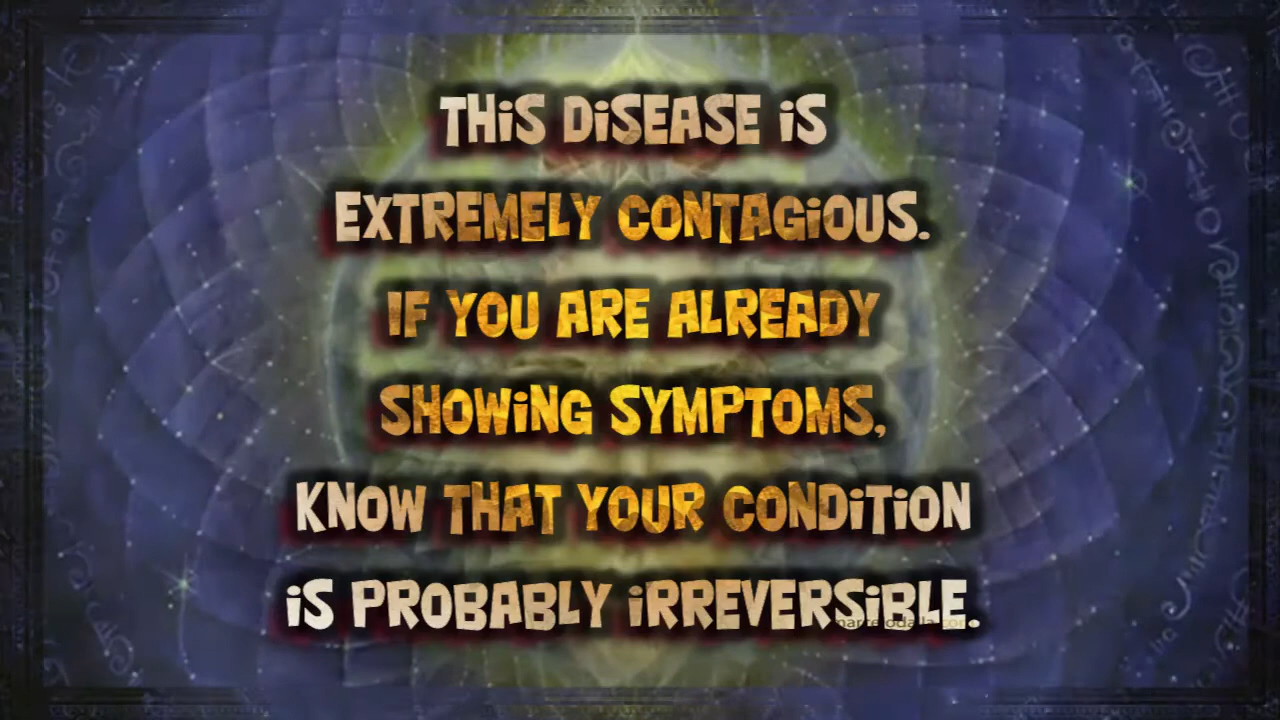 THIS DISEASE IS
EXTREMELY CONTAGIOUS.
IF YOU ARE ALREADY
SHOWING SYMPTOMS,
KNOW THAT YOUR CONDITION
IS PROBABLY IRREVERSIBLE.